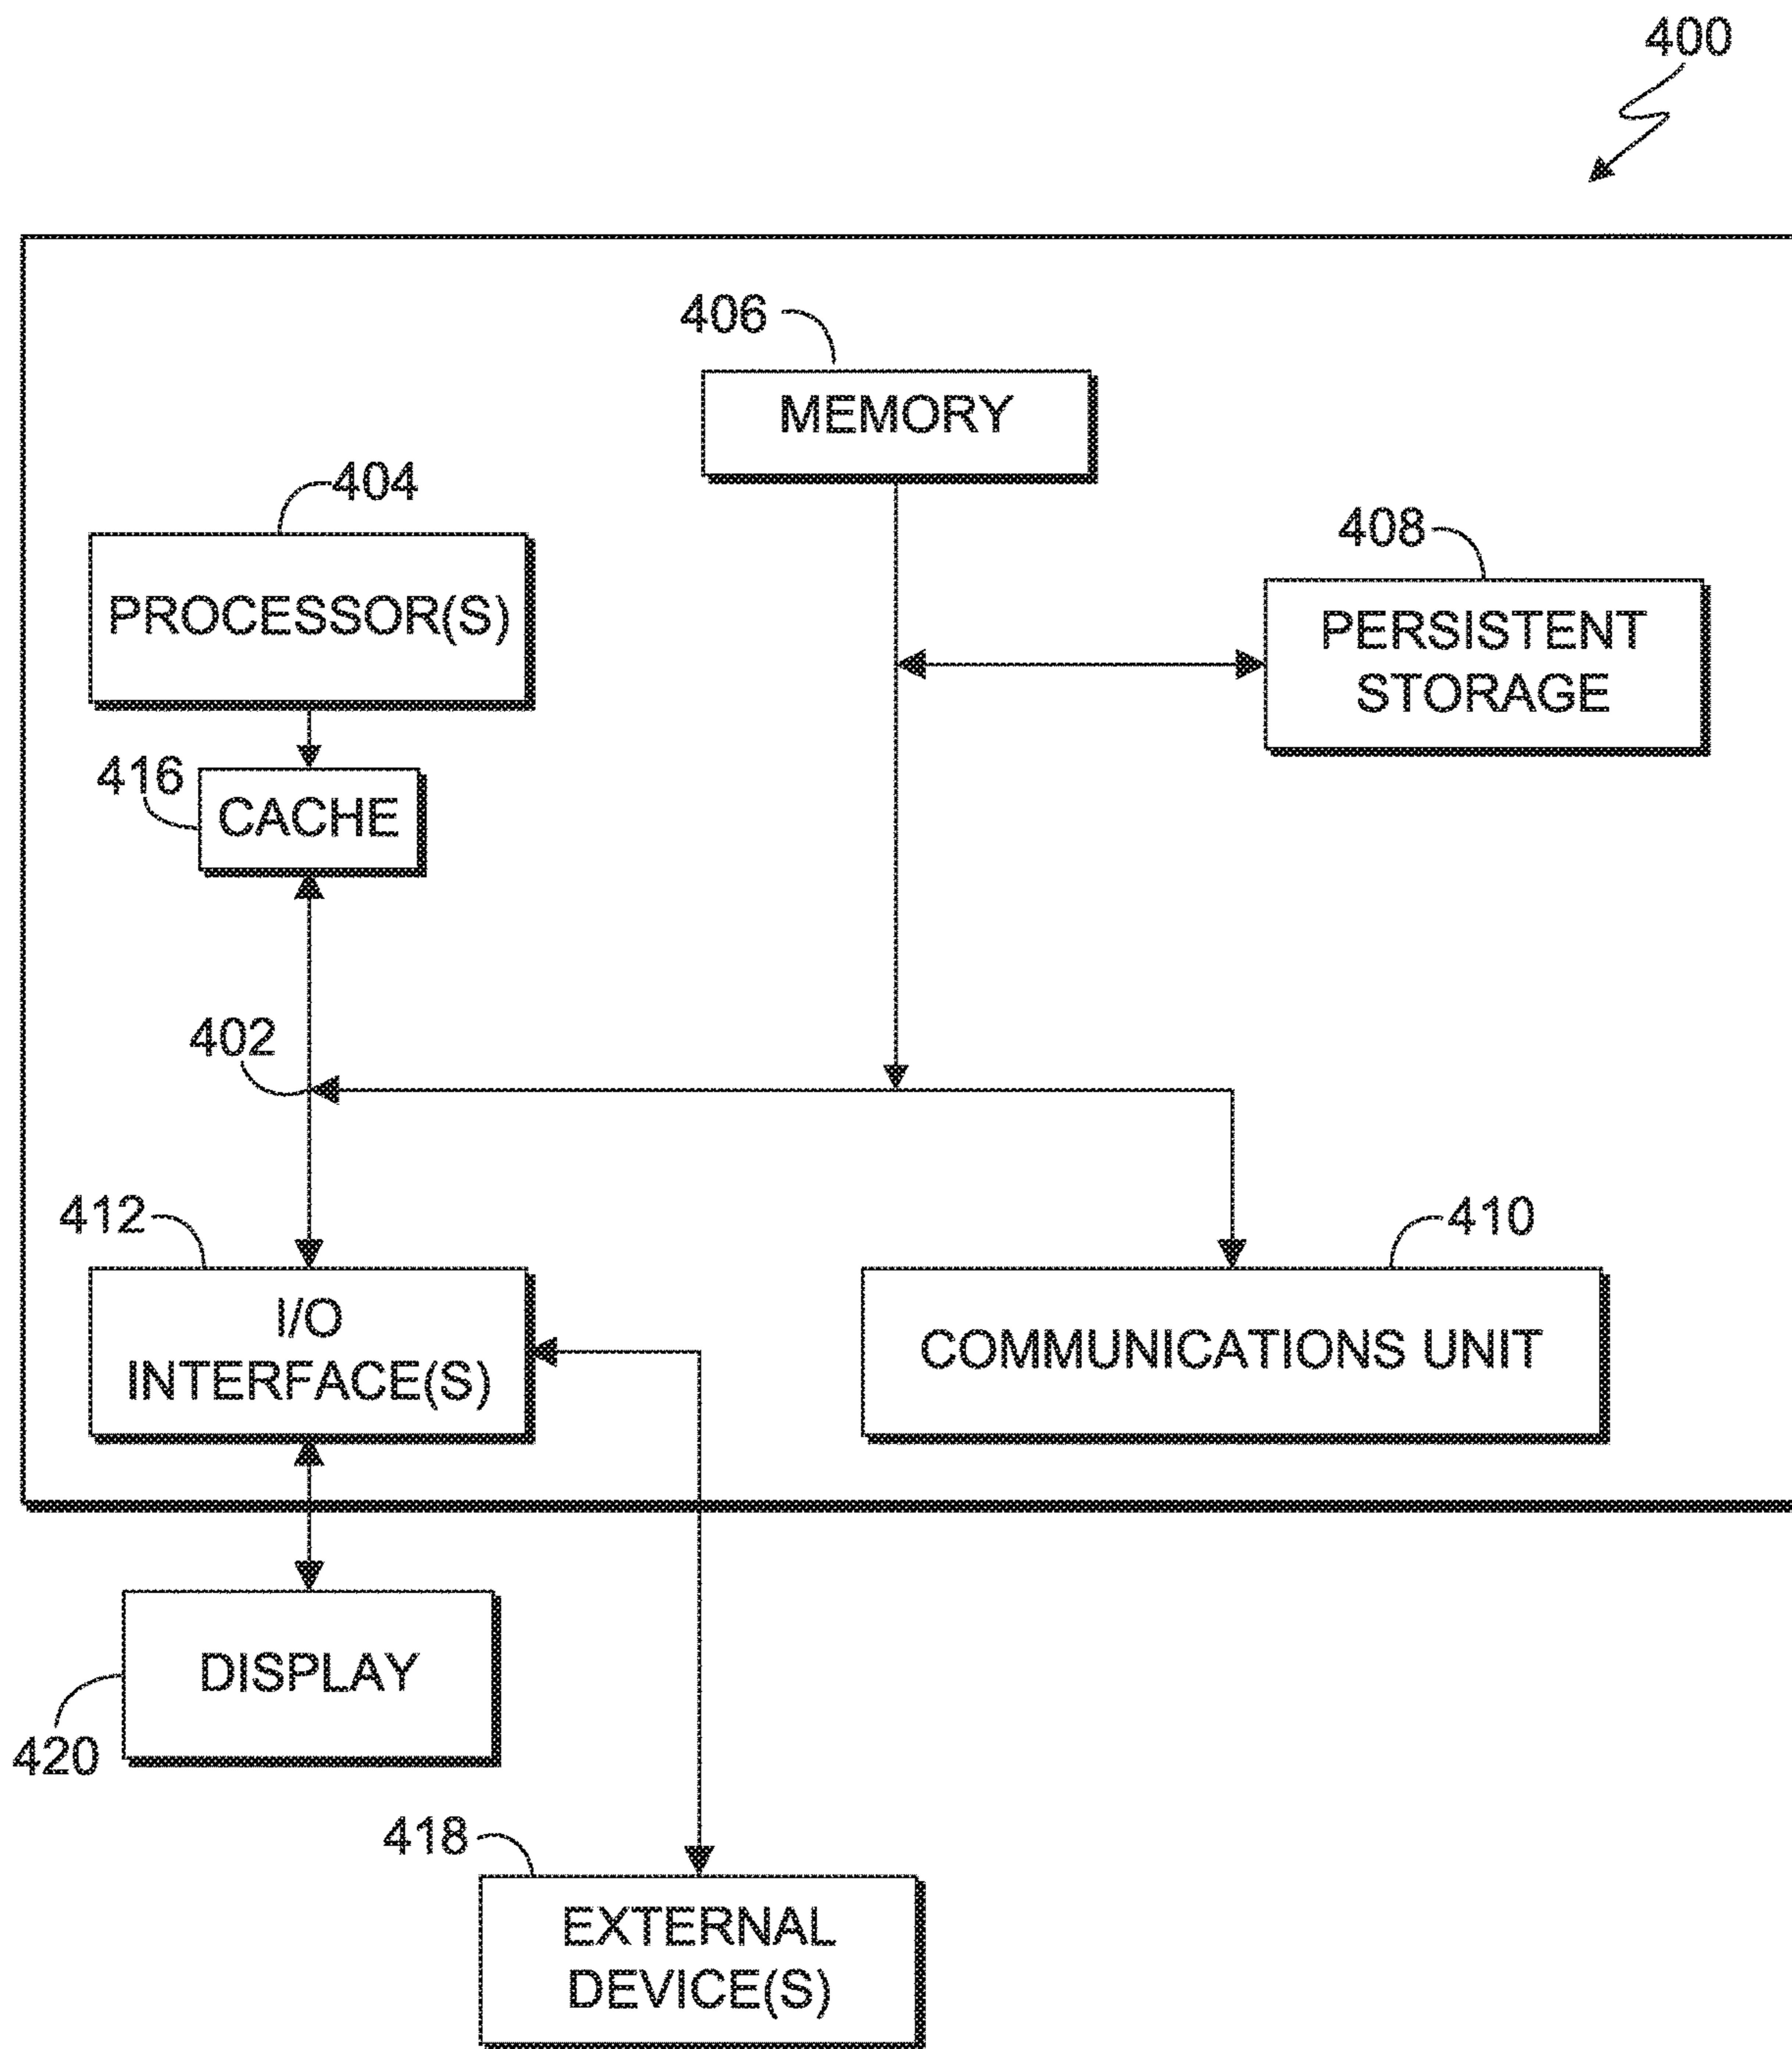 400
406
MEMORY
404
PROCESSOR(S)
408
PERSISTENT
STORAGE
416
CACHE
402
412
I/O
INTERFACE(S)
410
COMMUNICATIONS UNIT
DISPLAY
420
418
EXTERNAL
DEVICE(S)